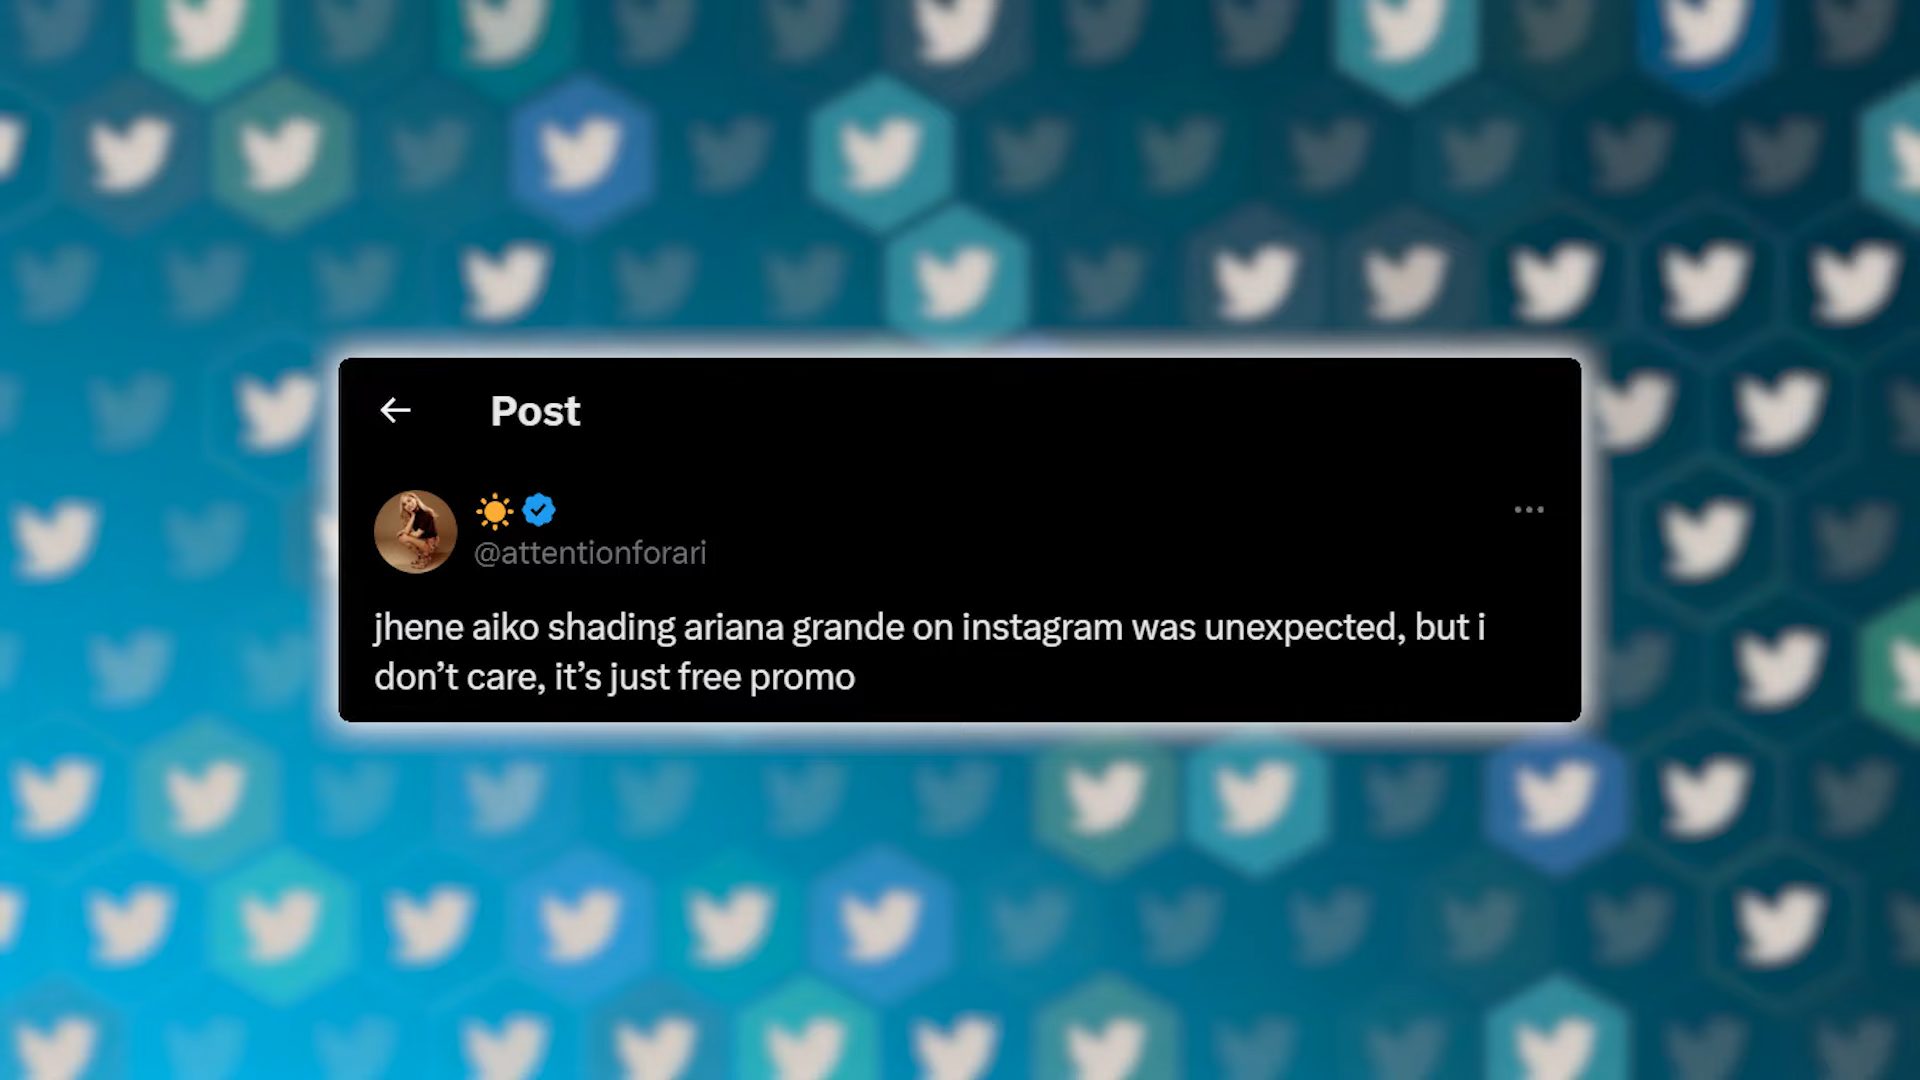 Post
@attentionforari
jhene aiko shading ariana grande on instagram was unexpected, but i
don’t care, it’s just free promo